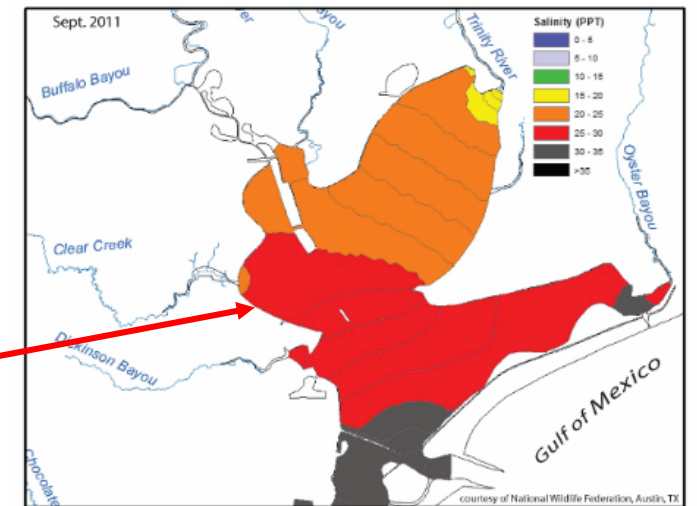 Sept. 2011
Buffalo Bayou
ayou
Trinity River
Salinity (PPT)
0 - 5
5 - 10
10 - 15
15 - 20
20 - 25
25 - 30
30 - 35
>35
Oyster Bayou
Clear Creek
Dickinson Bayou
Chocolate
Gulf of Mexico
courtesy of National Wildlife Federation, Austin, TX